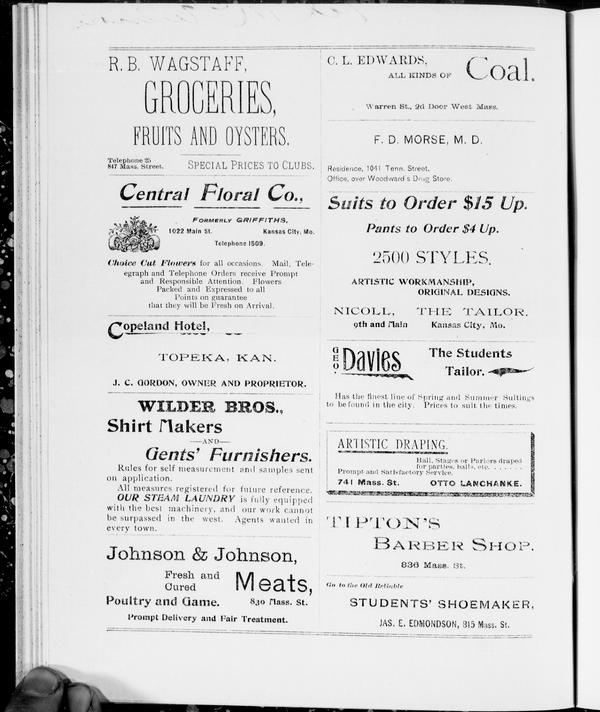 R. B. WAGSTAFF,
GROCERIES,
FRUITS AND OYSTERS.
Telephone 25
847 Mass. Street.
SPECIAL PRICES TO CLUBS.
Central Floral Co.,
FORMERLY GRIFFITHS,
1022 Main St. Kansas City, Mo.
Telephone 1509.
Choice Cut Flowers for all occasions. Mail, Tele-
egraph and Telephone Orders receive Prompt
and Responsible Attention. Flowers
Packed and Expressed to all
Points on guarantee
that they will be Fresh on Arrival.
Copeland Hotel,
TOPEKA, KAN.
J. C. GORDON, OWNER AND PROPRIETOR.
WILDER BROS.,
Shirt Makers
—AND—
Gents' Furnishers.
Rules for self measurement and samples sent
on application.
All measures registered for future reference.
OUR STEAM LAUNDRY is fully equipped
with the best machinery, and our work cannot
be surpassed in the west. Agents wanted in
every town.
Johnson & Johnson,
Fresh and
Cured
Meats,
Poultry and Game. 830 Mass. St.
Prompt Delivery and Fair Treatment.
C. L. EDWARDS,
ALL KINDS OF Coal.
Warren St., 2d Door West Mass.
F. D. MORSE, M. D.
Residence, 1041 Tenn. Street.
Office, over Woodward's Drug Store.
Suits to Order $15 Up.
Pants to Order $4 Up.
2500 STYLES,
ARTISTIC WORKMANSHIP,
ORIGINAL DESIGNS.
NICOLL, THE TAILOR.
9th and Main Kansas City, Mo.
GEO. Davies
The Students
Tailor.
Has the finest line of Spring and Summer Suitings
to be found in the city. Prices to suit the times.
ARTISTIC DRAPING.
Hall, Stages or Parlors draped
for parties, balls, etc. . . . . . .
Prompt and Satisfactory Service.
741 Mass. St. OTTO LANCHANKE.
TIPTON'S
BARBER SHOP.
836 Mass. St.
Go to the Old Reliable
STUDENTS' SHOEMAKER,
JAS. E. EDMONDSON, 815 Mass. St.